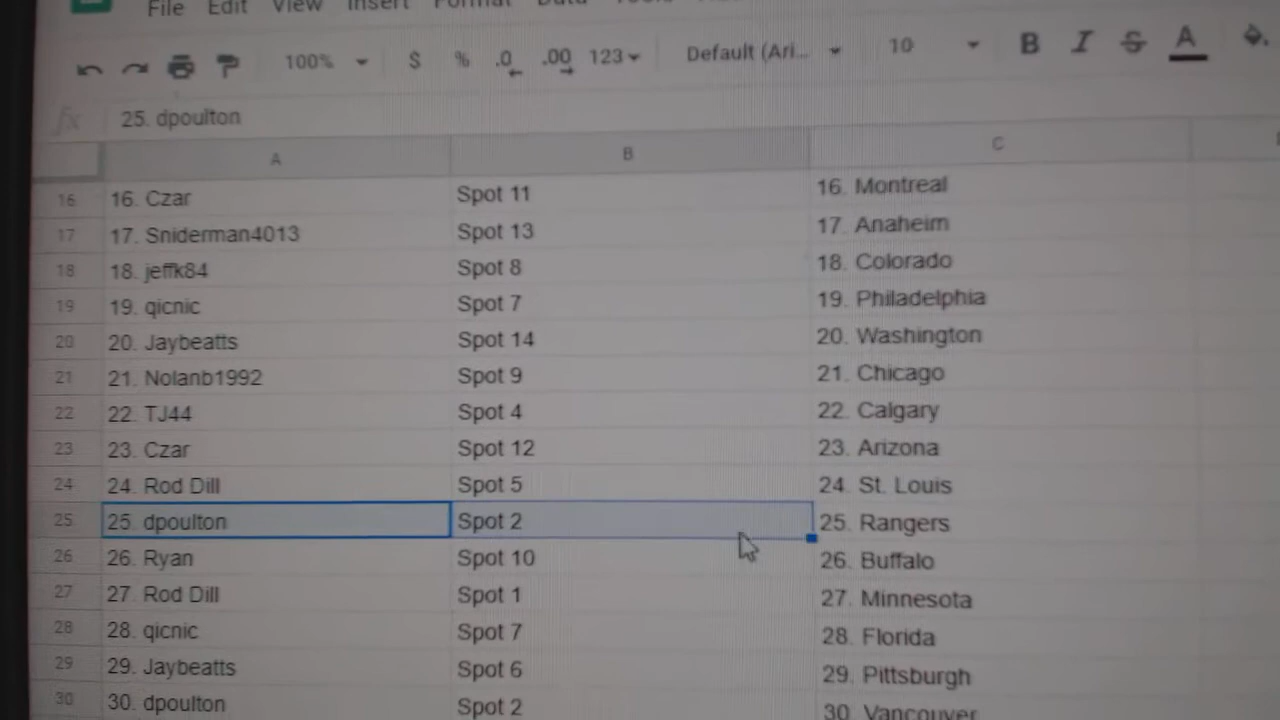 File Edit View Insert Format
100% $ % .0 .00 123 Default (Ari... 10 B I S A
fx 25. dpoulton
A B C
16 16. Czar Spot 11 16. Montreal
17 17. Sniderman4013 Spot 13 17. Anaheim
18 18. jeffk84 Spot 8 18. Colorado
19 19. qicnic Spot 7 19. Philadelphia
20 20. Jaybeatts Spot 14 20. Washington
21 21. Nolanb1992 Spot 9 21. Chicago
22 22. TJ44 Spot 4 22. Calgary
23 23. Czar Spot 12 23. Arizona
24 24. Rod Dill Spot 5 24. St. Louis
25 25. dpoulton Spot 2 25. Rangers
26 26. Ryan Spot 10 26. Buffalo
27 27. Rod Dill Spot 1 27. Minnesota
28 28. qicnic Spot 7 28. Florida
29 29. Jaybeatts Spot 6 29. Pittsburgh
30 30. dpoulton Spot 2 30. Vancouver